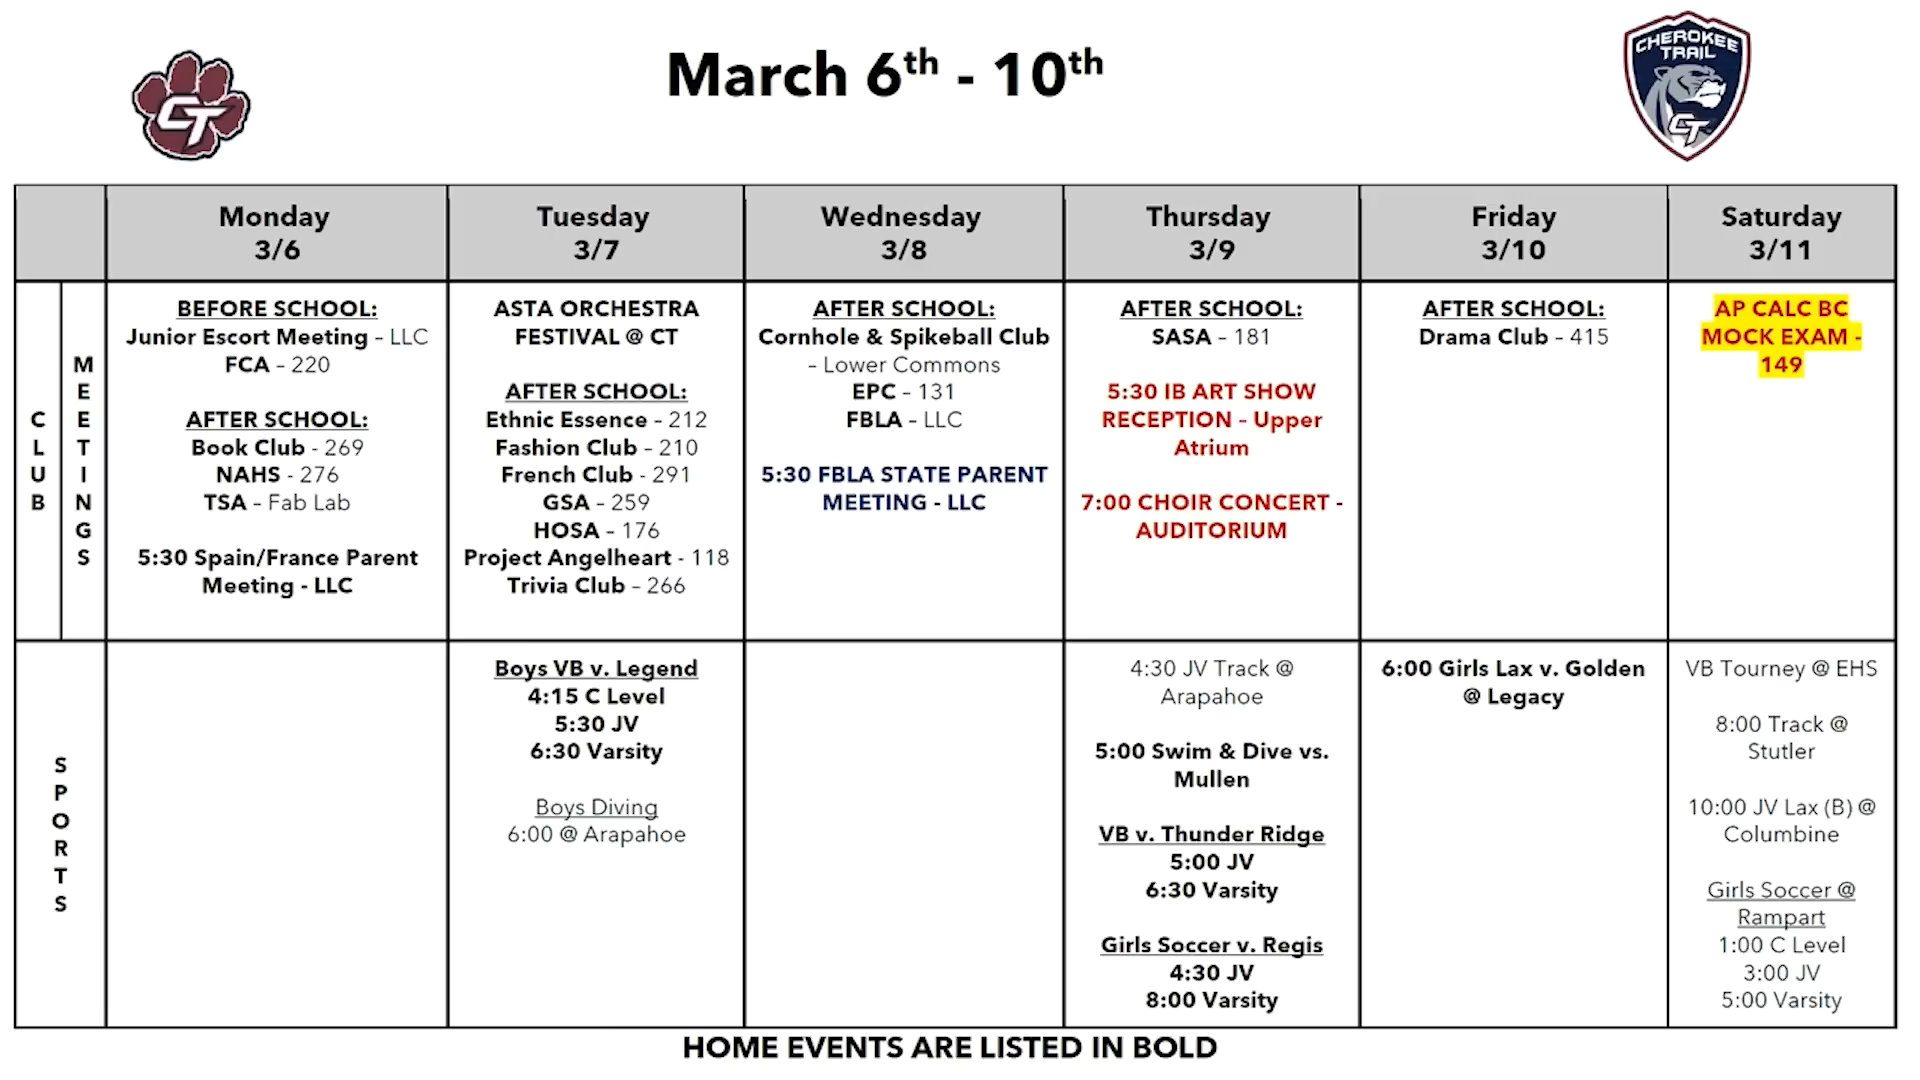 March 6th - 10th
CT
CHEROKEE
TRAIL
CT
Monday
3/6
Tuesday
3/7
Wednesday
3/8
Thursday
3/9
Friday
3/10
Saturday
3/11
CLUB
MEETINGS
BEFORE SCHOOL:
Junior Escort Meeting – LLC
FCA – 220
AFTER SCHOOL:
Book Club - 269
NAHS - 276
TSA – Fab Lab
5:30 Spain/France Parent
Meeting - LLC
ASTA ORCHESTRA
FESTIVAL @ CT
AFTER SCHOOL:
Ethnic Essence – 212
Fashion Club – 210
French Club - 291
GSA – 259
HOSA – 176
Project Angelheart - 118
Trivia Club – 266
AFTER SCHOOL:
Cornhole & Spikeball Club
– Lower Commons
EPC – 131
FBLA – LLC
5:30 FBLA STATE PARENT
MEETING - LLC
AFTER SCHOOL:
SASA – 181
5:30 IB ART SHOW
RECEPTION – Upper
Atrium
7:00 CHOIR CONCERT -
AUDITORIUM
AFTER SCHOOL:
Drama Club – 415
AP CALC BC
MOCK EXAM -
149
SPORTS
Boys VB v. Legend
4:15 C Level
5:30 JV
6:30 Varsity
Boys Diving
6:00 @ Arapahoe
4:30 JV Track @
Arapahoe
5:00 Swim & Dive vs.
Mullen
VB v. Thunder Ridge
5:00 JV
6:30 Varsity
Girls Soccer v. Regis
4:30 JV
8:00 Varsity
6:00 Girls Lax v. Golden
@ Legacy
VB Tourney @ EHS
8:00 Track @
Stutler
10:00 JV Lax (B) @
Columbine
Girls Soccer @
Rampart
1:00 C Level
3:00 JV
5:00 Varsity
HOME EVENTS ARE LISTED IN BOLD